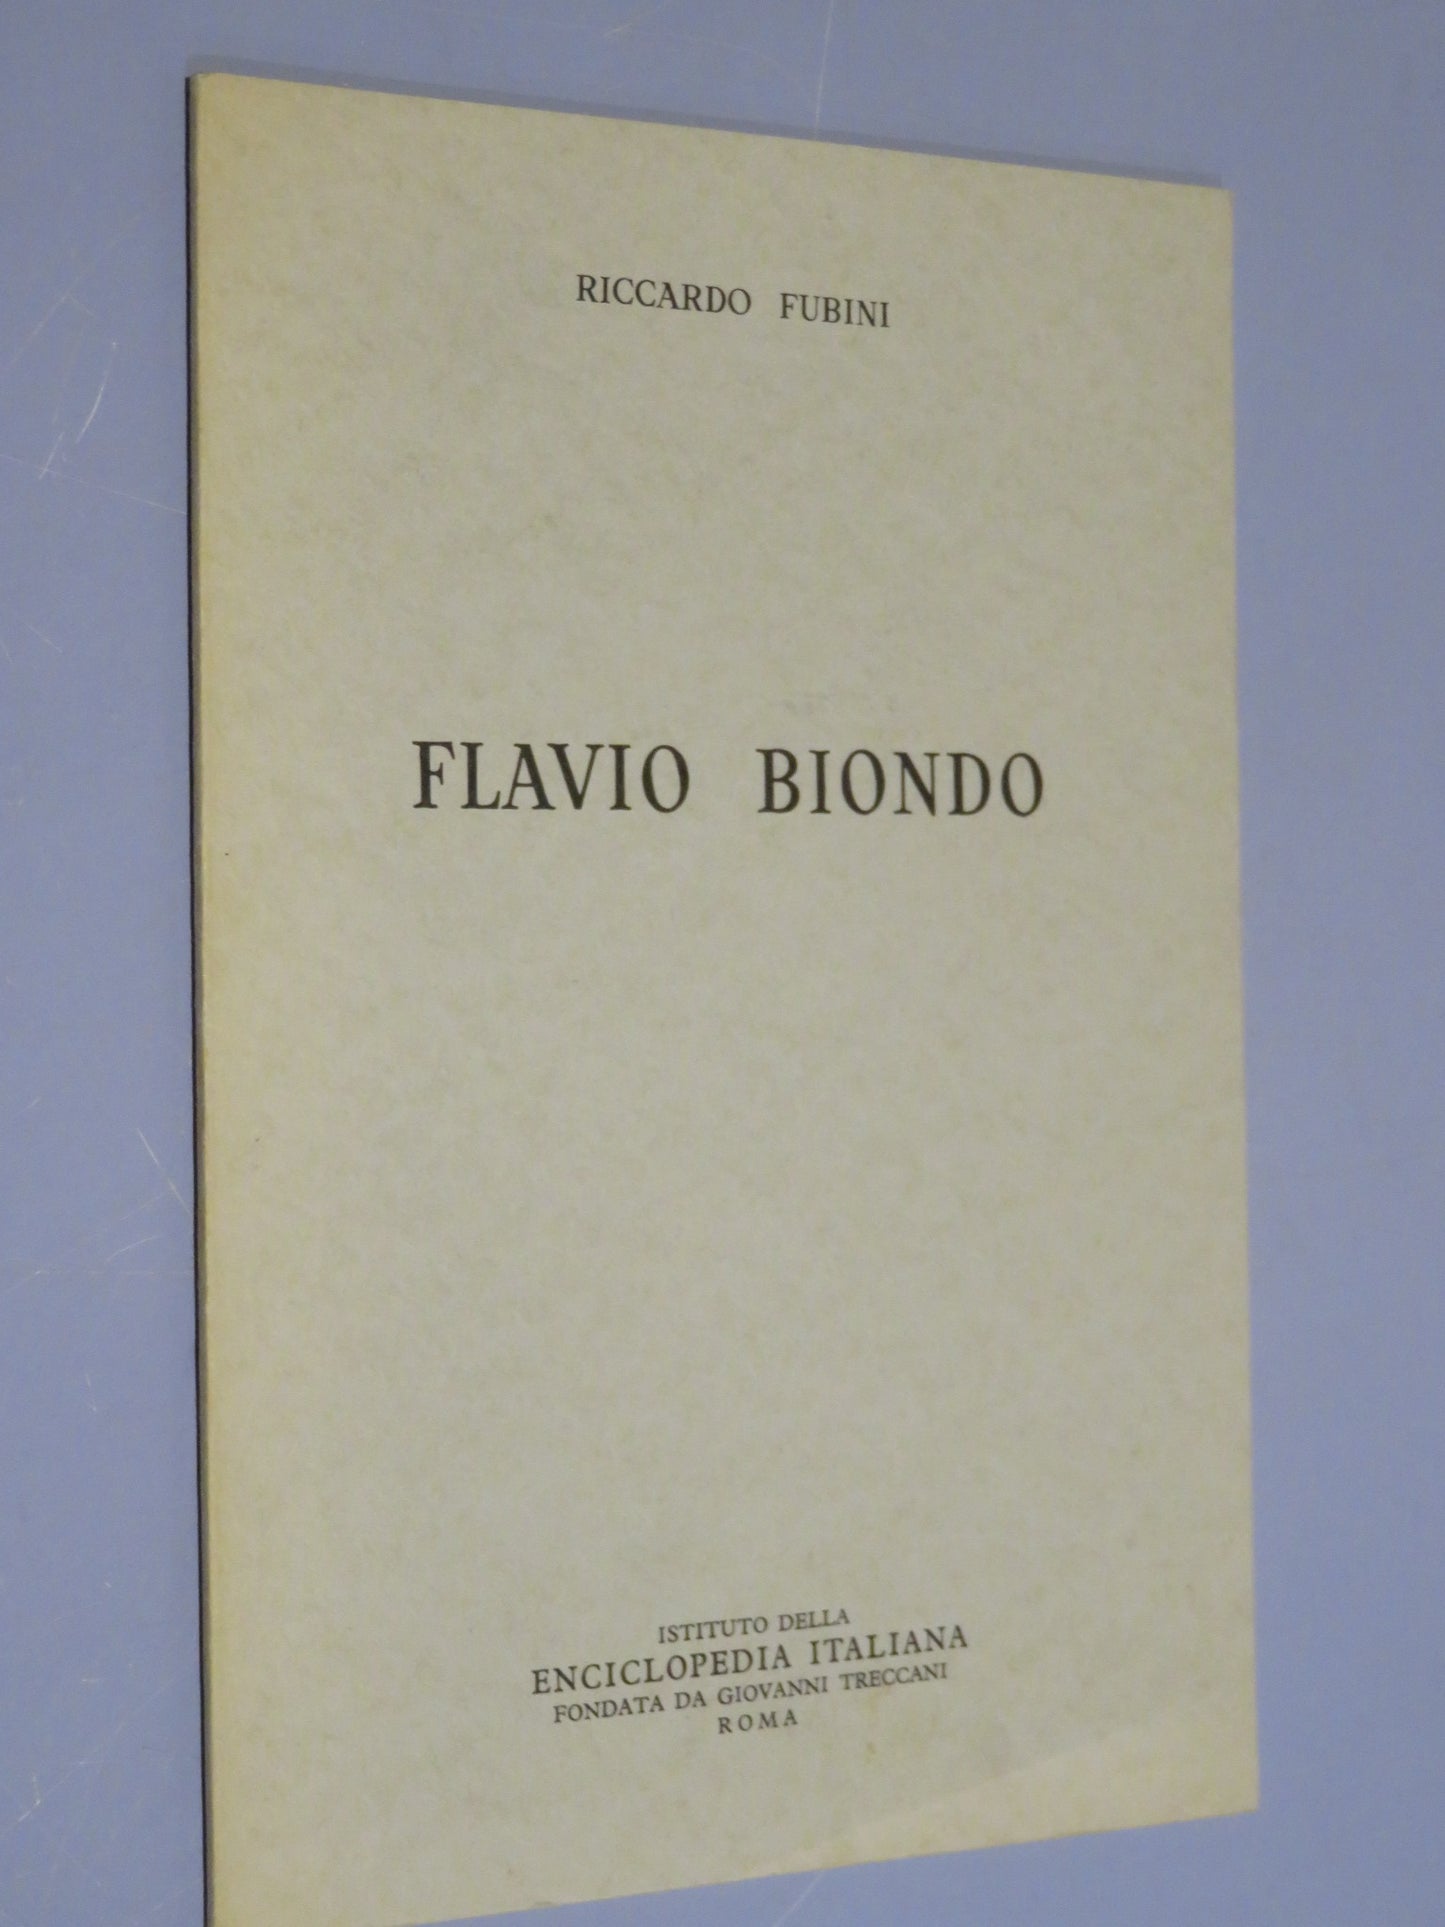 RICCARDO FUBINI
FLAVIO BIONDO
ISTITUTO DELLA
ENCICLOPEDIA ITALIANA
FONDATA DA GIOVANNI TRECCANI
ROMA